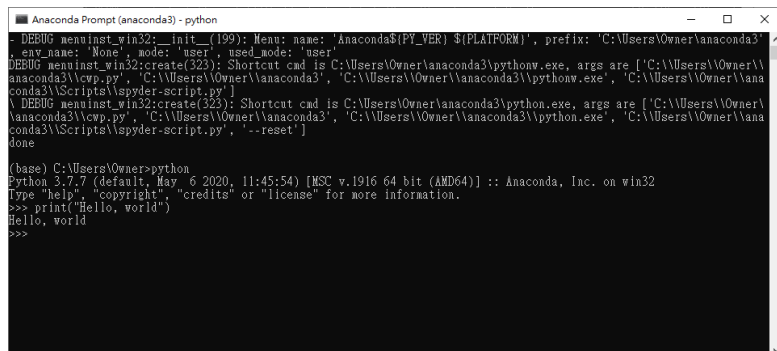 Anaconda Prompt (anaconda3) - python
- DEBUG menuinst_win32:__init__(199): Menu: name: 'Anaconda${PY_VER} ${PLATFORM}', prefix: 'C:\Users\Owner\anaconda3'
, env_name: 'None', mode: 'user', used_mode: 'user'
DEBUG menuinst_win32:create(323): Shortcut cmd is C:\Users\Owner\anaconda3\pythonw.exe, args are ['C:\\Users\\Owner\\
anaconda3\\cwp.py', 'C:\\Users\\Owner\\anaconda3', 'C:\\Users\\Owner\\anaconda3\\pythonw.exe', 'C:\\Users\\Owner\\ana
conda3\\Scripts\\spyder-script.py']
\ DEBUG menuinst_win32:create(323): Shortcut cmd is C:\Users\Owner\anaconda3\python.exe, args are ['C:\\Users\\Owner\
\anaconda3\\cwp.py', 'C:\\Users\\Owner\\anaconda3', 'C:\\Users\\Owner\\anaconda3\\python.exe', 'C:\\Users\\Owner\\ana
conda3\\Scripts\\spyder-script.py', '--reset']
done
(base) C:\Users\Owner>python
Python 3.7.7 (default, May  6 2020, 11:45:54) [MSC v.1916 64 bit (AMD64)] :: Anaconda, Inc. on win32
Type "help", "copyright", "credits" or "license" for more information.
>>> print("Hello, world")
Hello, world
>>>